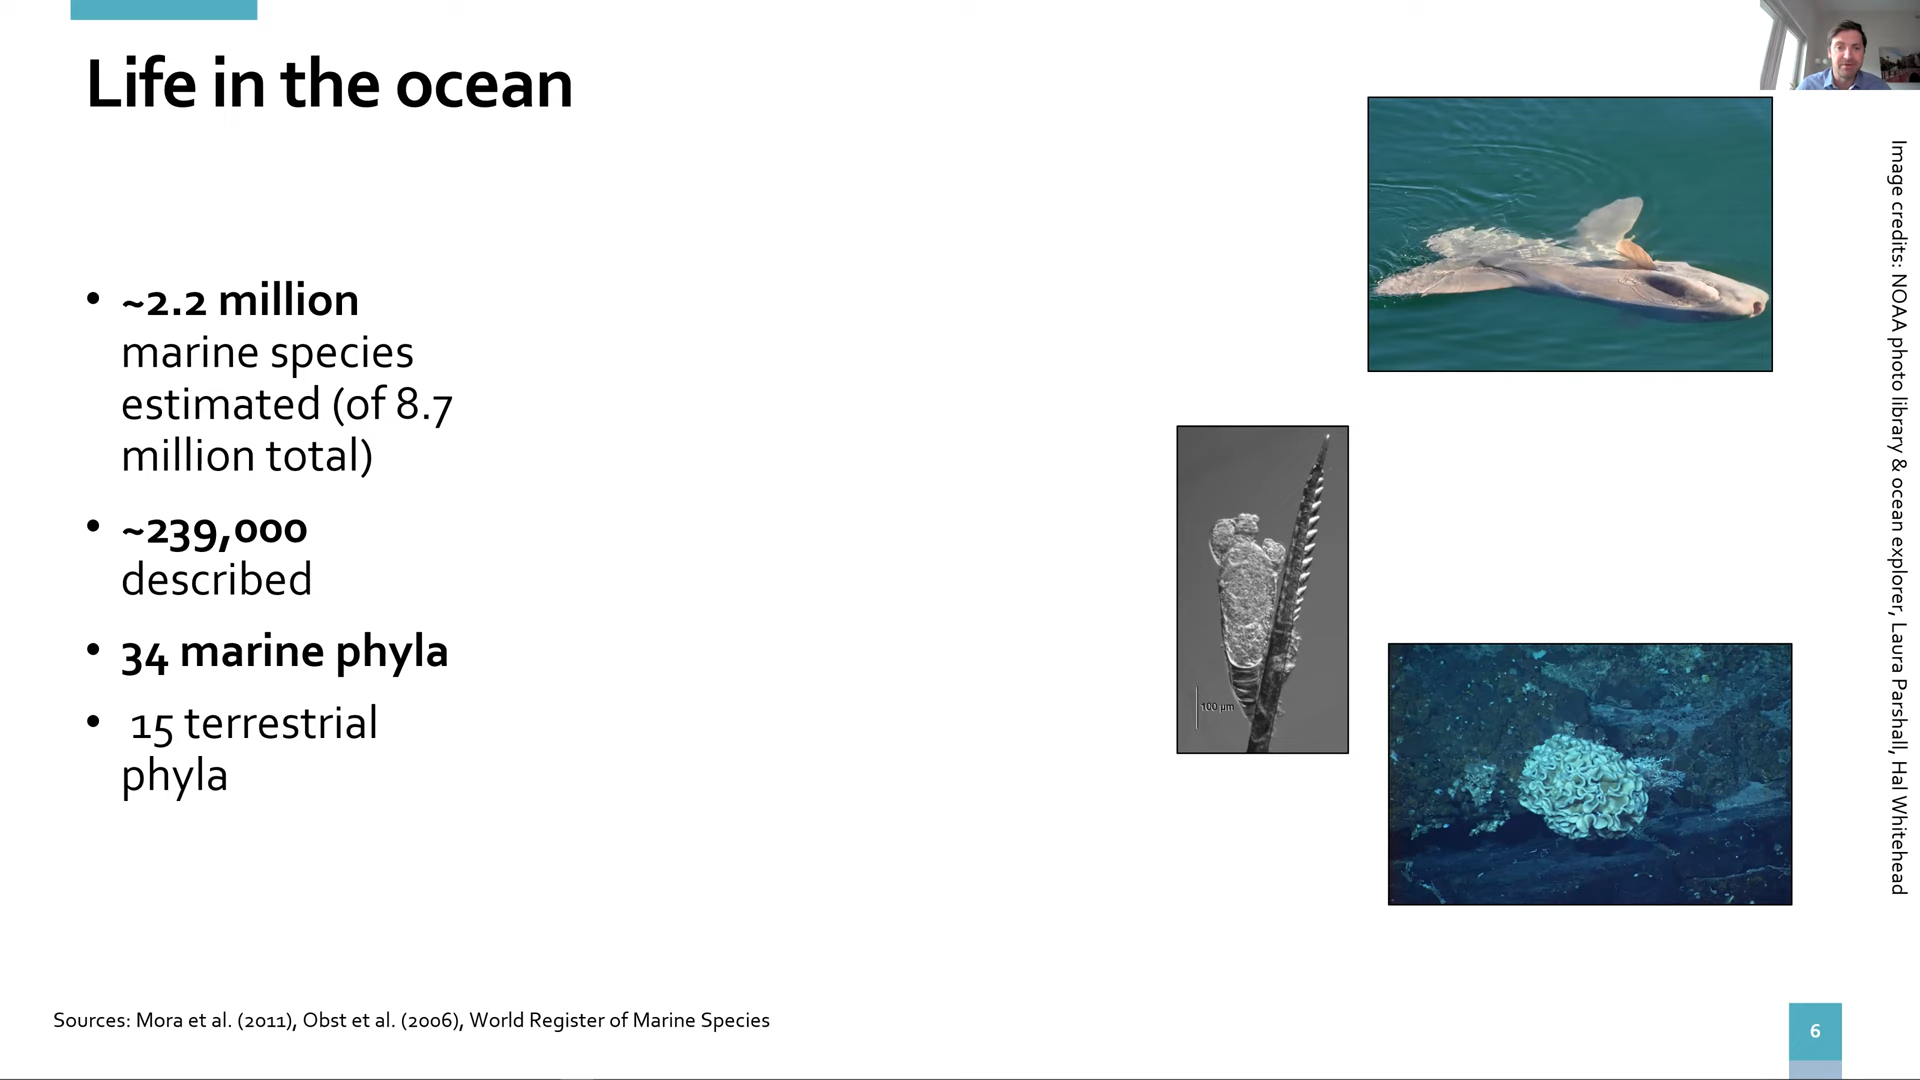 Life in the ocean
• ~2.2 million
marine species
estimated (of 8.7
million total)
• ~239,000
described
• 34 marine phyla
• 15 terrestrial
phyla
100 µm
Image credits: NOAA photo library & ocean explorer, Laura Parshall, Hal Whitehead
Sources: Mora et al. (2011), Obst et al. (2006), World Register of Marine Species
6